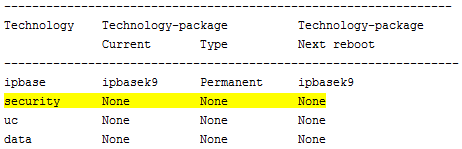 ----------------------------------------------------------------
Technology    Technology-package           Technology-package
              Current       Type           Next reboot
-----------------------------------------------------------------
ipbase        ipbasek9      Permanent      ipbasek9
security      None          None           None
uc            None          None           None
data          None          None           None